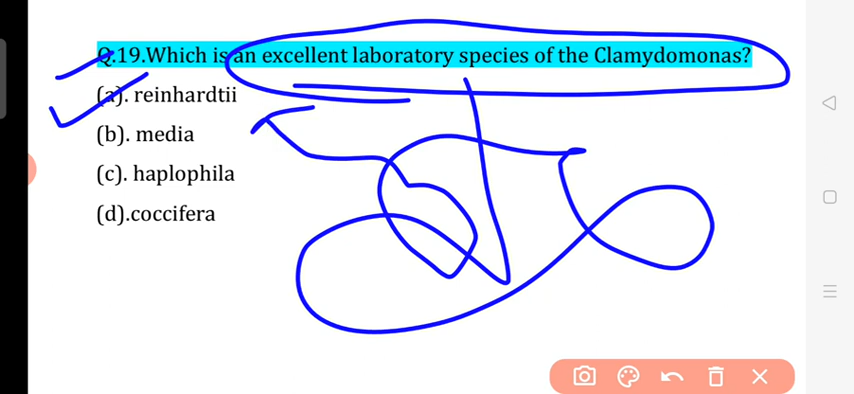 Q.19.Which is an excellent laboratory species of the Clamydomonas?
(a). reinhardtii
(b). media
(c). haplophila
(d).coccifera